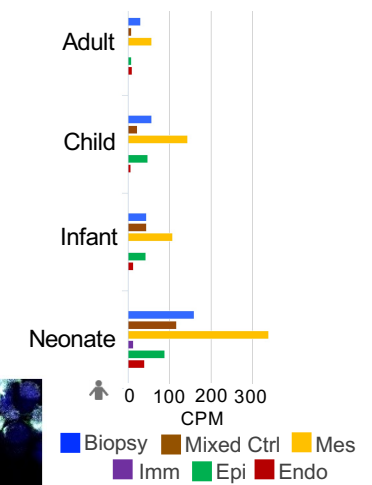 Adult
Child
Infant
Neonate
0 100 200 300
CPM
Biopsy Mixed Ctrl Mes
Imm Epi Endo